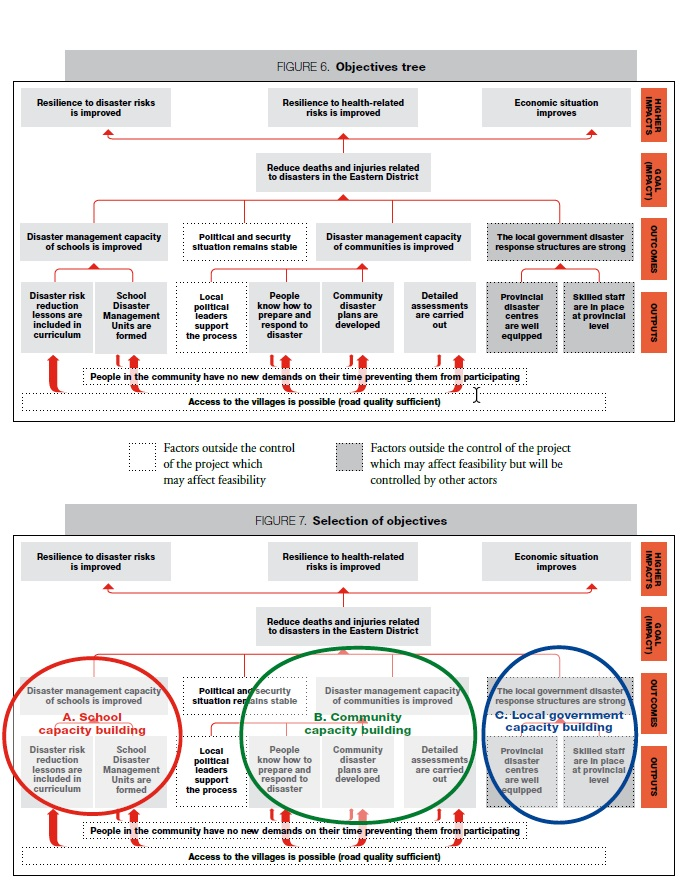 FIGURE 6. Objectives tree
Resilience to disaster risks
is improved
Resilience to health-related
risks is improved
Economic situation
improves
HIGHER
IMPACTS
Reduce deaths and injuries related
to disasters in the Eastern District
GOAL
(IMPACT)
Disaster management capacity
of schools is improved
Political and security
situation remains stable
Disaster management capacity
of communities is improved
The local government disaster
response structures are strong
OUTCOMES
Disaster risk
reduction
lessons are
included in
curriculum
School
Disaster
Management
Units are
formed
Local
political
leaders
support
the process
People
know how to
prepare and
respond to
disaster
Community
disaster
plans are
developed
Detailed
assessments
are carried
out
Provincial
disaster
centres
are well
equipped
Skilled staff
are in place
at provincial
level
OUTPUTS
People in the community have no new demands on their time preventing them from participating
Access to the villages is possible (road quality sufficient)
Factors outside the control
of the project which
may affect feasibility
Factors outside the control of the project
which may affect feasibility but will be
controlled by other actors
FIGURE 7. Selection of objectives
Resilience to disaster risks
is improved
Resilience to health-related
risks is improved
Economic situation
improves
HIGHER
IMPACTS
Reduce deaths and injuries related
to disasters in the Eastern District
GOAL
(IMPACT)
Disaster management capacity
of schools is improved
Political and security
situation remains stable
Disaster management capacity
of communities is improved
The local government disaster
response structures are strong
OUTCOMES
A. School
capacity building
B. Community
capacity building
C. Local government
capacity building
Disaster risk
reduction
lessons are
included in
curriculum
School
Disaster
Management
Units are
formed
Local
political
leaders
support
the process
People
know how to
prepare and
respond to
disaster
Community
disaster
plans are
developed
Detailed
assessments
are carried
out
Provincial
disaster
centres
are well
equipped
Skilled staff
are in place
at provincial
level
OUTPUTS
People in the community have no new demands on their time preventing them from participating
Access to the villages is possible (road quality sufficient)